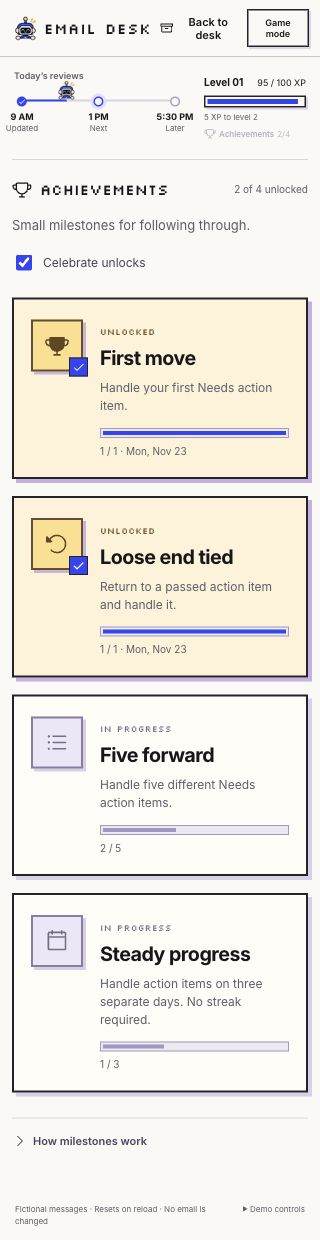 EMAIL DESK
Back to
desk
Game
mode
Today's reviews
9 AM
Updated
1 PM
Next
5:30 PM
Later
Level 01
95 / 100 XP
5 XP to level 2
Achievements 2/4
ACHIEVEMENTS
2 of 4 unlocked
Small milestones for following through.
Celebrate unlocks
UNLOCKED
First move
Handle your first Needs action
item.
1 / 1 · Mon, Nov 23
UNLOCKED
Loose end tied
Return to a passed action item
and handle it.
1 / 1 · Mon, Nov 23
IN PROGRESS
Five forward
Handle five different Needs
action items.
2 / 5
IN PROGRESS
Steady progress
Handle action items on three
separate days. No streak
required.
1 / 3
How milestones work
Fictional messages · Resets on reload · No email is
changed
Demo controls